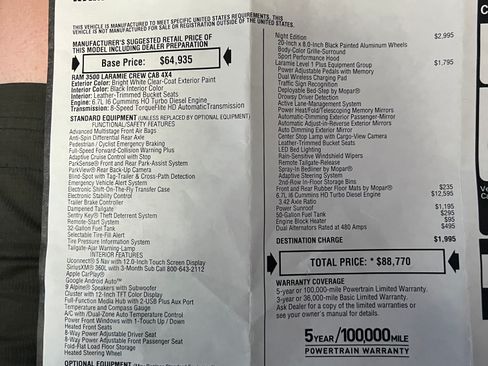 THIS VEHICLE IS MANUFACTURED TO MEET SPECIFIC UNITED STATES REQUIREMENTS. THIS
VEHICLE IS NOT MANUFACTURED FOR SALE OR REGISTRATION OUTSIDE OF THE UNITED STATES.
MANUFACTURER'S SUGGESTED RETAIL PRICE OF
THIS MODEL INCLUDING DEALER PREPARATION
Base Price: $64,935
RAM 3500 LARAMIE CREW CAB 4X4
Exterior Color: Bright White Clear-Coat Exterior Paint
Interior Color: Black Interior Color
Interior: Leather-Trimmed Bucket Seats
Engine: 6.7L I6 Cummins HO Turbo Diesel Engine
Transmission: 8-Speed TorqueFlite HD Automatic Transmission
STANDARD EQUIPMENT (UNLESS REPLACED BY OPTIONAL EQUIPMENT)
FUNCTIONAL/SAFETY FEATURES
Advanced Multistage Front Air Bags
Anti-Spin Differential Rear Axle
Pedestrian / Cyclist Emergency Braking
Full-Speed Forward-Collision Warning Plus
Adaptive Cruise Control with Stop
ParkSense® Front and Rear Park-Assist System
ParkView® Rear Back-Up Camera
Blind-Spot with Tag-Trailer & Cross-Path Detection
Emergency Vehicle Alert System
Electronic Shift-On-The-Fly Transfer Case
Electronic Stability Control
Trailer Brake Controller
Dampened Tailgate
Sentry Key® Theft Deterrent System
Remote-Start System
32-Gallon Fuel Tank
Selectable Tire-Fill Alert
Tire Pressure Information System
Tailgate-Ajar Warning-Lamp
INTERIOR FEATURES
Uconnect® 5 Nav with 12.0-Inch Touch Screen Display
SiriusXM® 360L with 3-Month Sub Call 800-643-2112
Apple CarPlay®
Google Android Auto™
9 Alpine® Speakers with Subwoofer
Cluster with 12-Inch TFT Color Display
Full-Function Media Hub with 2-USB Plus Aux Port
Temperature and Compass Gauge
A/C with /Dual-Zone Auto Temperature Control
Power Front Windows with 1-Touch Up / Down
Heated Front Seats
8-Way Power Adjustable Driver Seat
8-Way Power Adjustable Front Passenger Seat
Fold-Flat Load Floor Storage
Heated Steering Wheel
OPTIONAL EQUIPMENT
Night Edition $2,995
20-Inch x 8.0-Inch Black Painted Aluminum Wheels
Body-Color Grille-Surround
Sport Performance Hood
Laramie Level 1 Plus Equipment Group $1,795
Power Adjustable Pedals with Memory
Dual Wireless Charging Pad
Traffic Sign Recognition
Deployable Bed-Step by Mopar®
Drowsy Driver Detection
Active Lane-Management System
Power Heat/Fold/Telescoping Memory Mirrors
Automatic-Dimming Exterior Passenger-Mirror
Automatic Adjust-in-Reverse Exterior Mirrors
Auto Dimming Exterior Mirror
Center Stop Lamp with Cargo-View Camera
Leather-Trimmed Bucket Seats
LED Bed Lighting
Rain-Sensitive Windshield Wipers
Remote Tailgate-Release
Spray-In Bedliner by Mopar®
Adaptive Steering System
2nd-Row In-Floor Storage Bins
Front and Rear Rubber Floor Mats by Mopar® $235
6.7L I6 Cummins HO Turbo Diesel Engine $12,595
3.42 Axle Ratio
Power Sunroof $1,195
50-Gallon Fuel Tank $295
Engine Block Heater $95
Dual Alternators Rated at 480 Amps $495
DESTINATION CHARGE $1,995
TOTAL PRICE: * $88,770
WARRANTY COVERAGE
5-year or 100,000-mile Powertrain Limited Warranty.
3-year or 36,000-mile Basic Limited Warranty.
Ask Dealer for a copy of the limited warranties or
see your owner's manual for details.
5YEAR/100,000MILE
POWERTRAIN WARRANTY